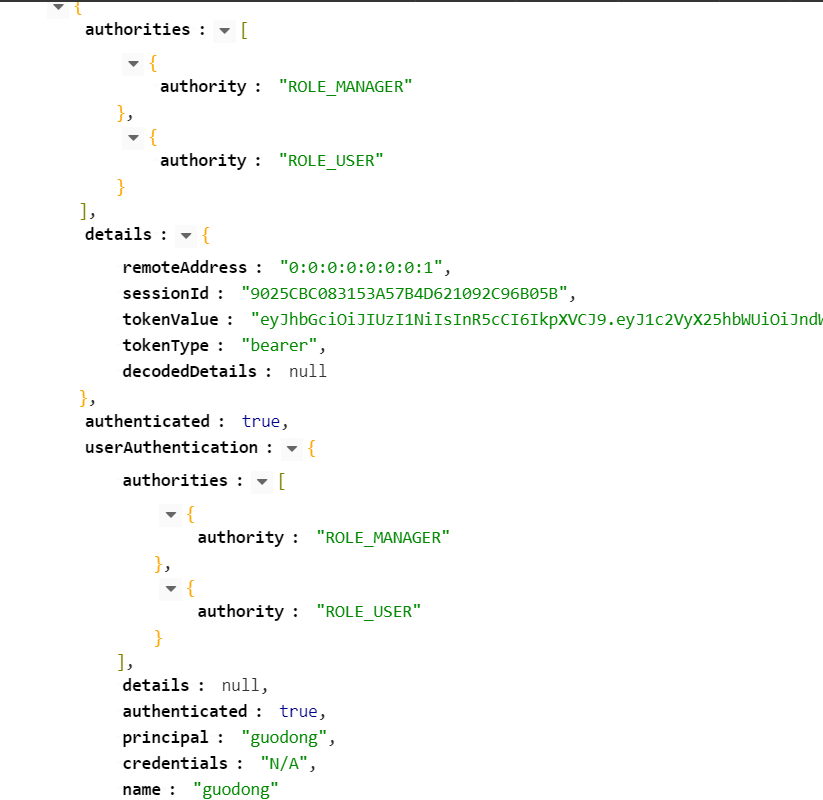 {
authorities : [
{
authority : "ROLE_MANAGER"
},
{
authority : "ROLE_USER"
}
],
details : {
remoteAddress : "0:0:0:0:0:0:0:1",
sessionId : "9025CBC083153A57B4D621092C96B05B",
tokenValue : "eyJhbGciOiJIUzI1NiIsInR5cCI6IkpXVCJ9.eyJ1c2VyX25hbWUiOiJndW
tokenType : "bearer",
decodedDetails : null
},
authenticated : true,
userAuthentication : {
authorities : [
{
authority : "ROLE_MANAGER"
},
{
authority : "ROLE_USER"
}
],
details : null,
authenticated : true,
principal : "guodong",
credentials : "N/A",
name : "guodong"